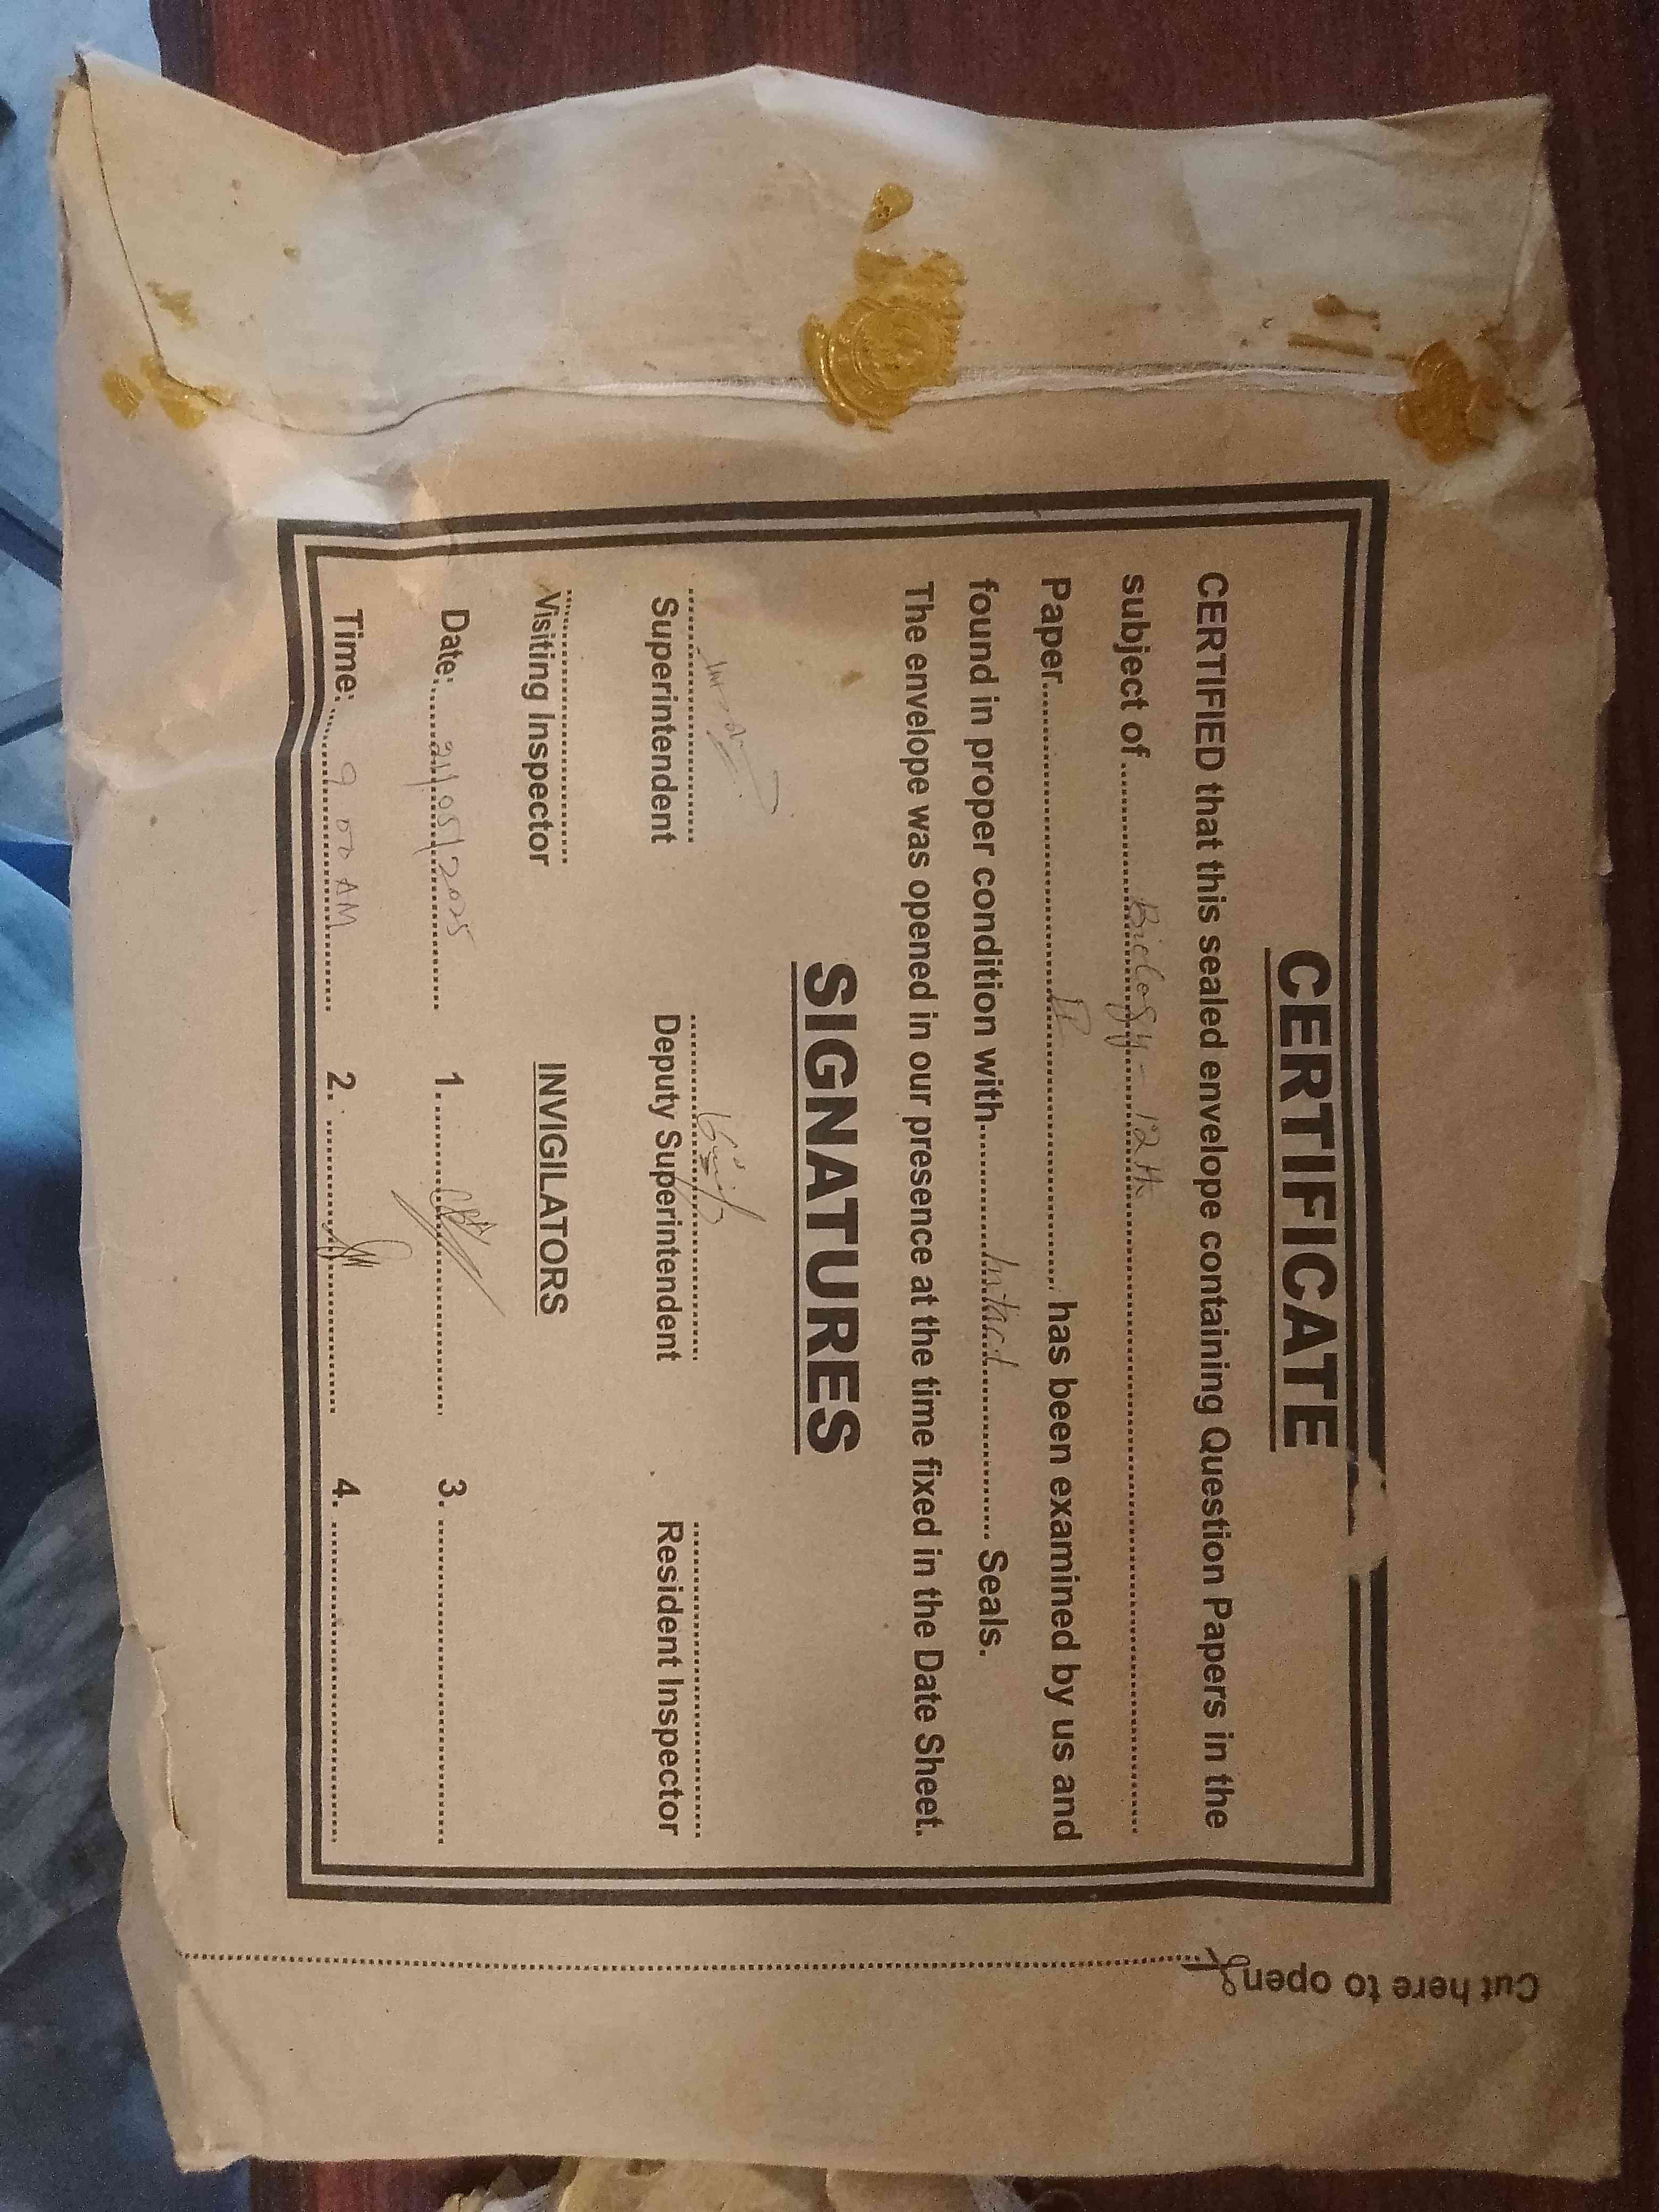 CERTIFICATE
CERTIFIED that this sealed envelope containing Question Papers in the
subject of Biology - 12th
Paper II has been examined by us and
found in proper condition with Intact Seals.
The envelope was opened in our presence at the time fixed in the Date Sheet.
SIGNATURES
Superintendent Deputy Superintendent Resident Inspector
Visiting Inspector INVIGILATORS
Date: 21/05/2025 1. 3.
Time: 9:00 AM 2. 4.
Cut here to open